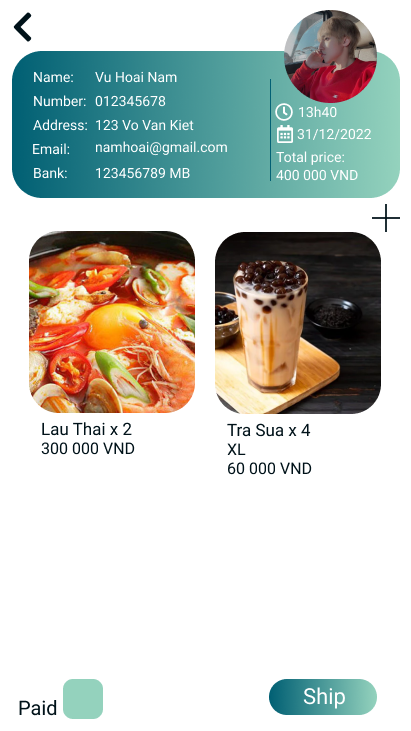 Name: Vu Hoai Nam
Number: 012345678
Address: 123 Vo Van Kiet
Email: namhoai@gmail.com
Bank: 123456789 MB
13h40
31/12/2022
Total price:
400 000 VND
Lau Thai x 2
300 000 VND
Tra Sua x 4
XL
60 000 VND
Paid
Ship